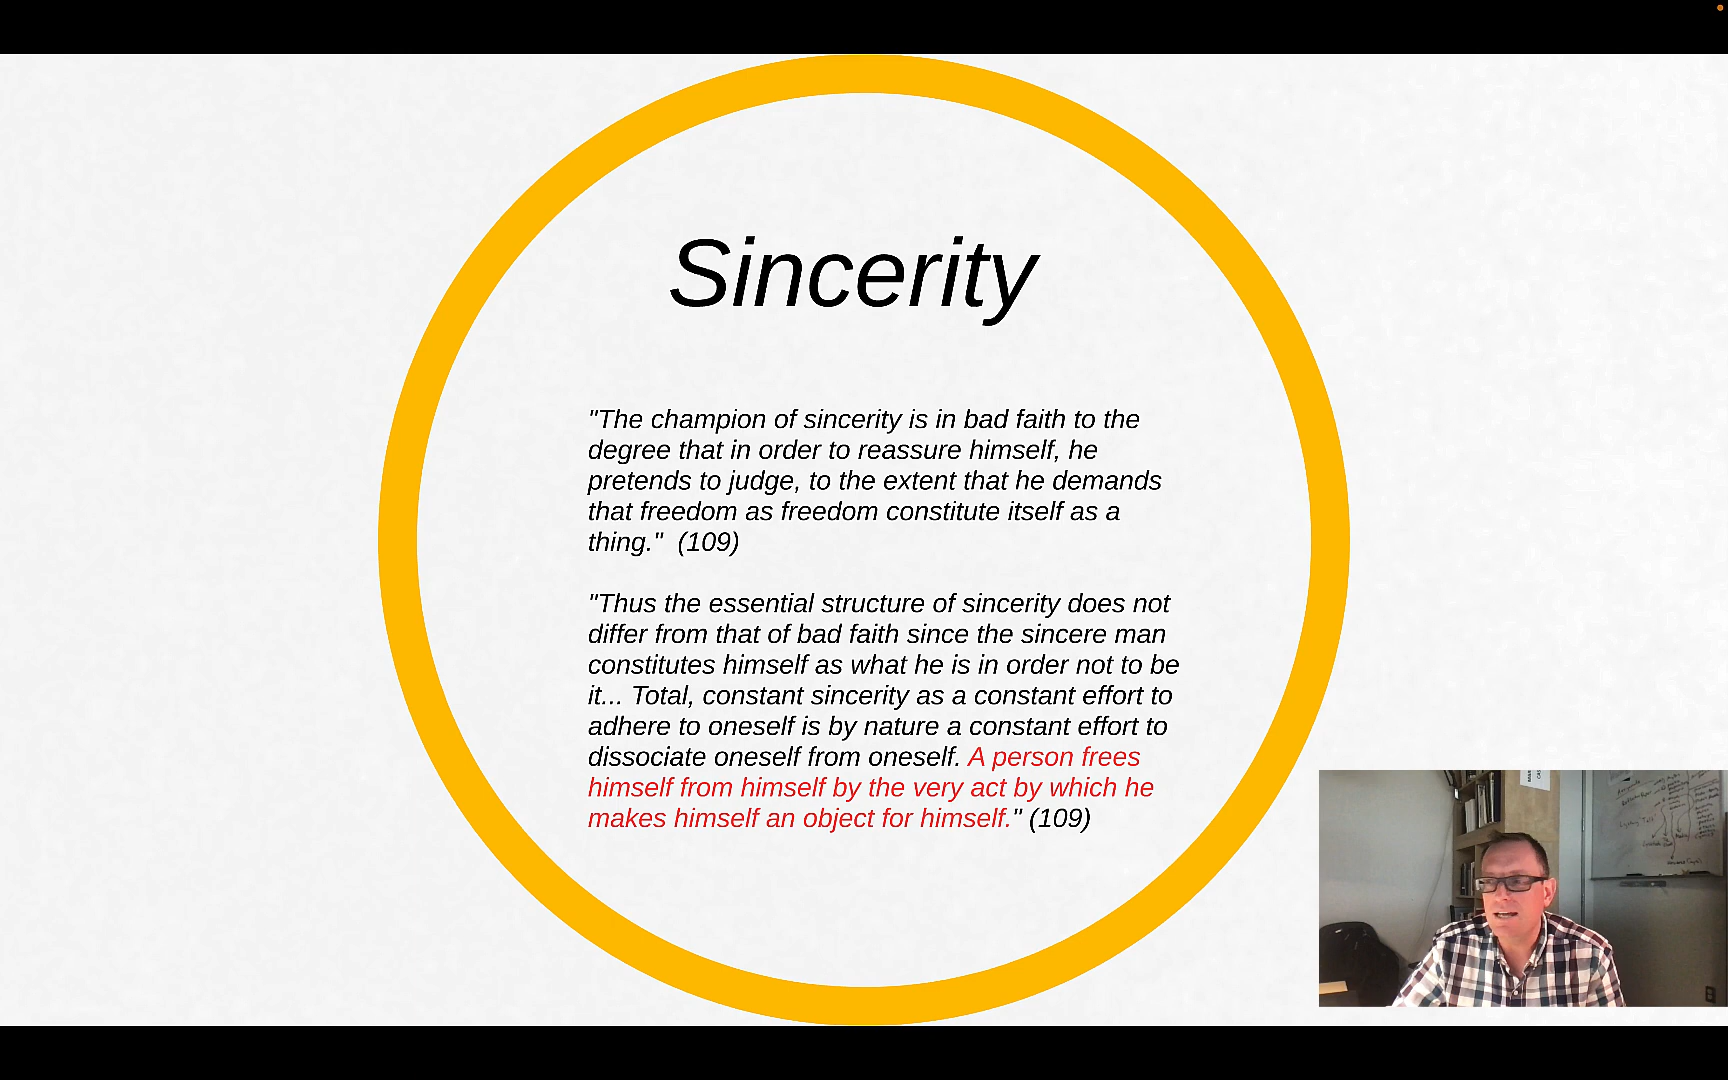 Sincerity
"The champion of sincerity is in bad faith to the
degree that in order to reassure himself, he
pretends to judge, to the extent that he demands
that freedom as freedom constitute itself as a
thing."  (109)
"Thus the essential structure of sincerity does not
differ from that of bad faith since the sincere man
constitutes himself as what he is in order not to be
it... Total, constant sincerity as a constant effort to
adhere to oneself is by nature a constant effort to
dissociate oneself from oneself. A person frees
himself from himself by the very act by which he
makes himself an object for himself." (109)